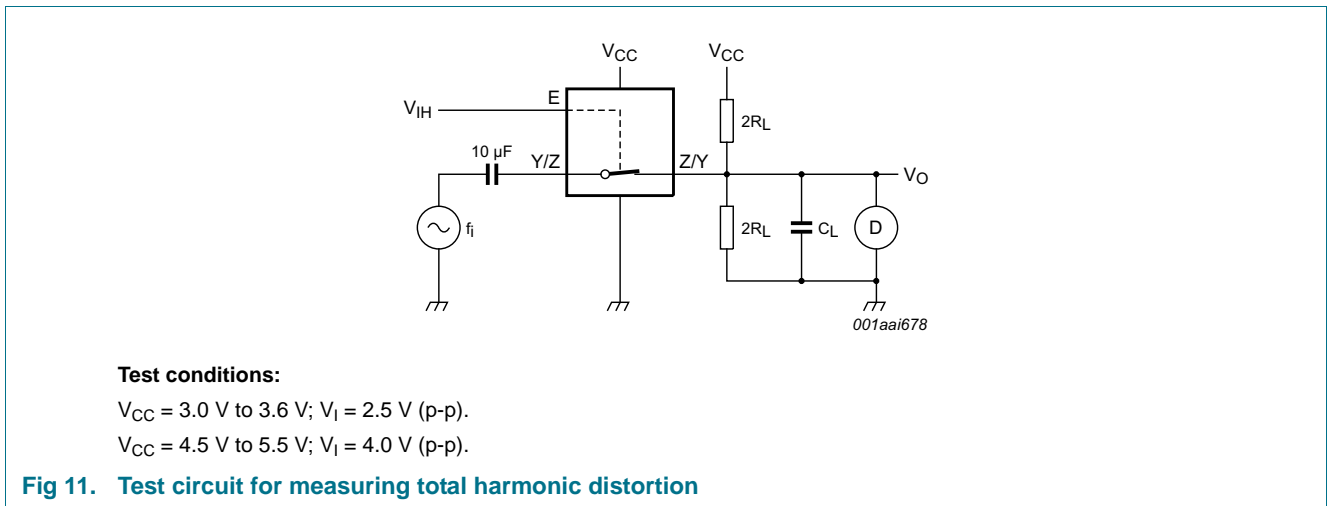 VCC VCC
E
VIH
2RL
10 µF Y/Z Z/Y
VO
fi 2RL CL D
001aai678
Test conditions:
VCC = 3.0 V to 3.6 V; VI = 2.5 V (p-p).
VCC = 4.5 V to 5.5 V; VI = 4.0 V (p-p).
Fig 11. Test circuit for measuring total harmonic distortion